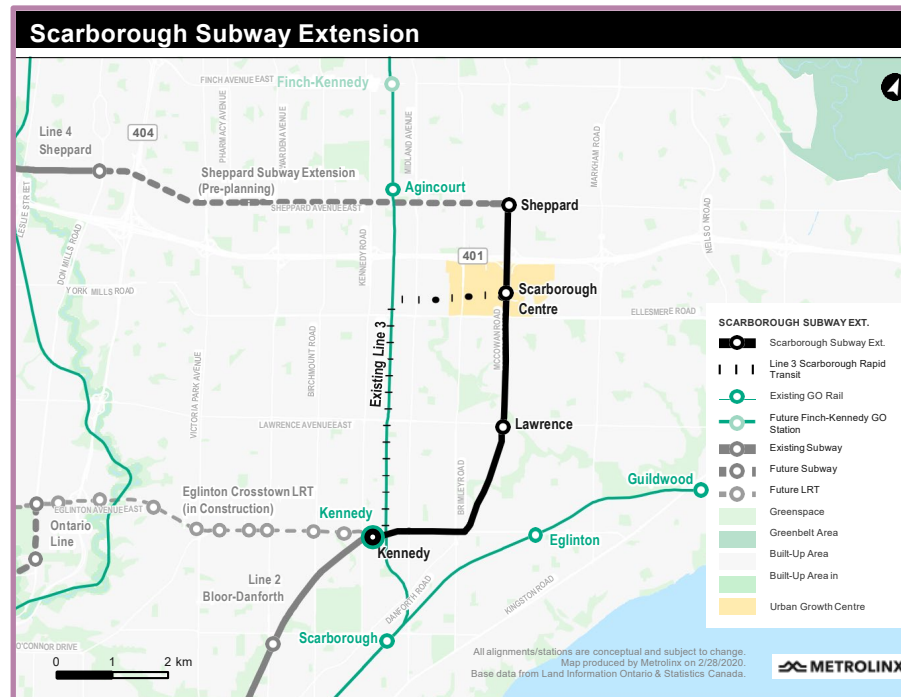 Scarborough Subway Extension
FINCH AVENUE EAST
Finch-Kennedy
Line 4
Sheppard
404
PHARMACY AVENUE
WARDEN AVENUE
MIDLAND AVENUE
MARKHAM ROAD
Sheppard Subway Extension
(Pre-planning)
Agincourt
LESLIE STREET
SHEPPARD AVENUE EAST
Sheppard
DON MILLS ROAD
KENNEDY ROAD
NEILSO NROAD
401
YORK MILLS ROAD
Scarborough
Centre
ELLESMERE ROAD
Existing Line 3
BIRCHMOUNT ROAD
MCCOWAN ROAD
VICTORIA PARK AVENUE
LAWRENCE AVENUE EAST
Lawrence
BRIMLEY ROAD
Guildwood
Eglinton Crosstown LRT
(in Construction)
EGLINTON AVENUE EAST
Kennedy
Ontario
Line
Kennedy
Eglinton
Line 2
Bloor-Danforth
DANFORTH ROAD
KINGSTON ROAD
Scarborough
O'CONNOR DRIVE
0 1 2 km
SCARBOROUGH SUBWAY EXT.
Scarborough Subway Ext.
Line 3 Scarborough Rapid
Transit
Existing GO Rail
Future Finch-Kennedy GO
Station
Existing Subway
Future Subway
Future LRT
Greenspace
Greenbelt Area
Built-Up Area
Built-Up Area in
Urban Growth Centre
All alignments/stations are conceptual and subject to change.
Map produced by Metrolinx on 2/28/2020.
Base data from Land Information Ontario & Statistics Canada.
METROLINX